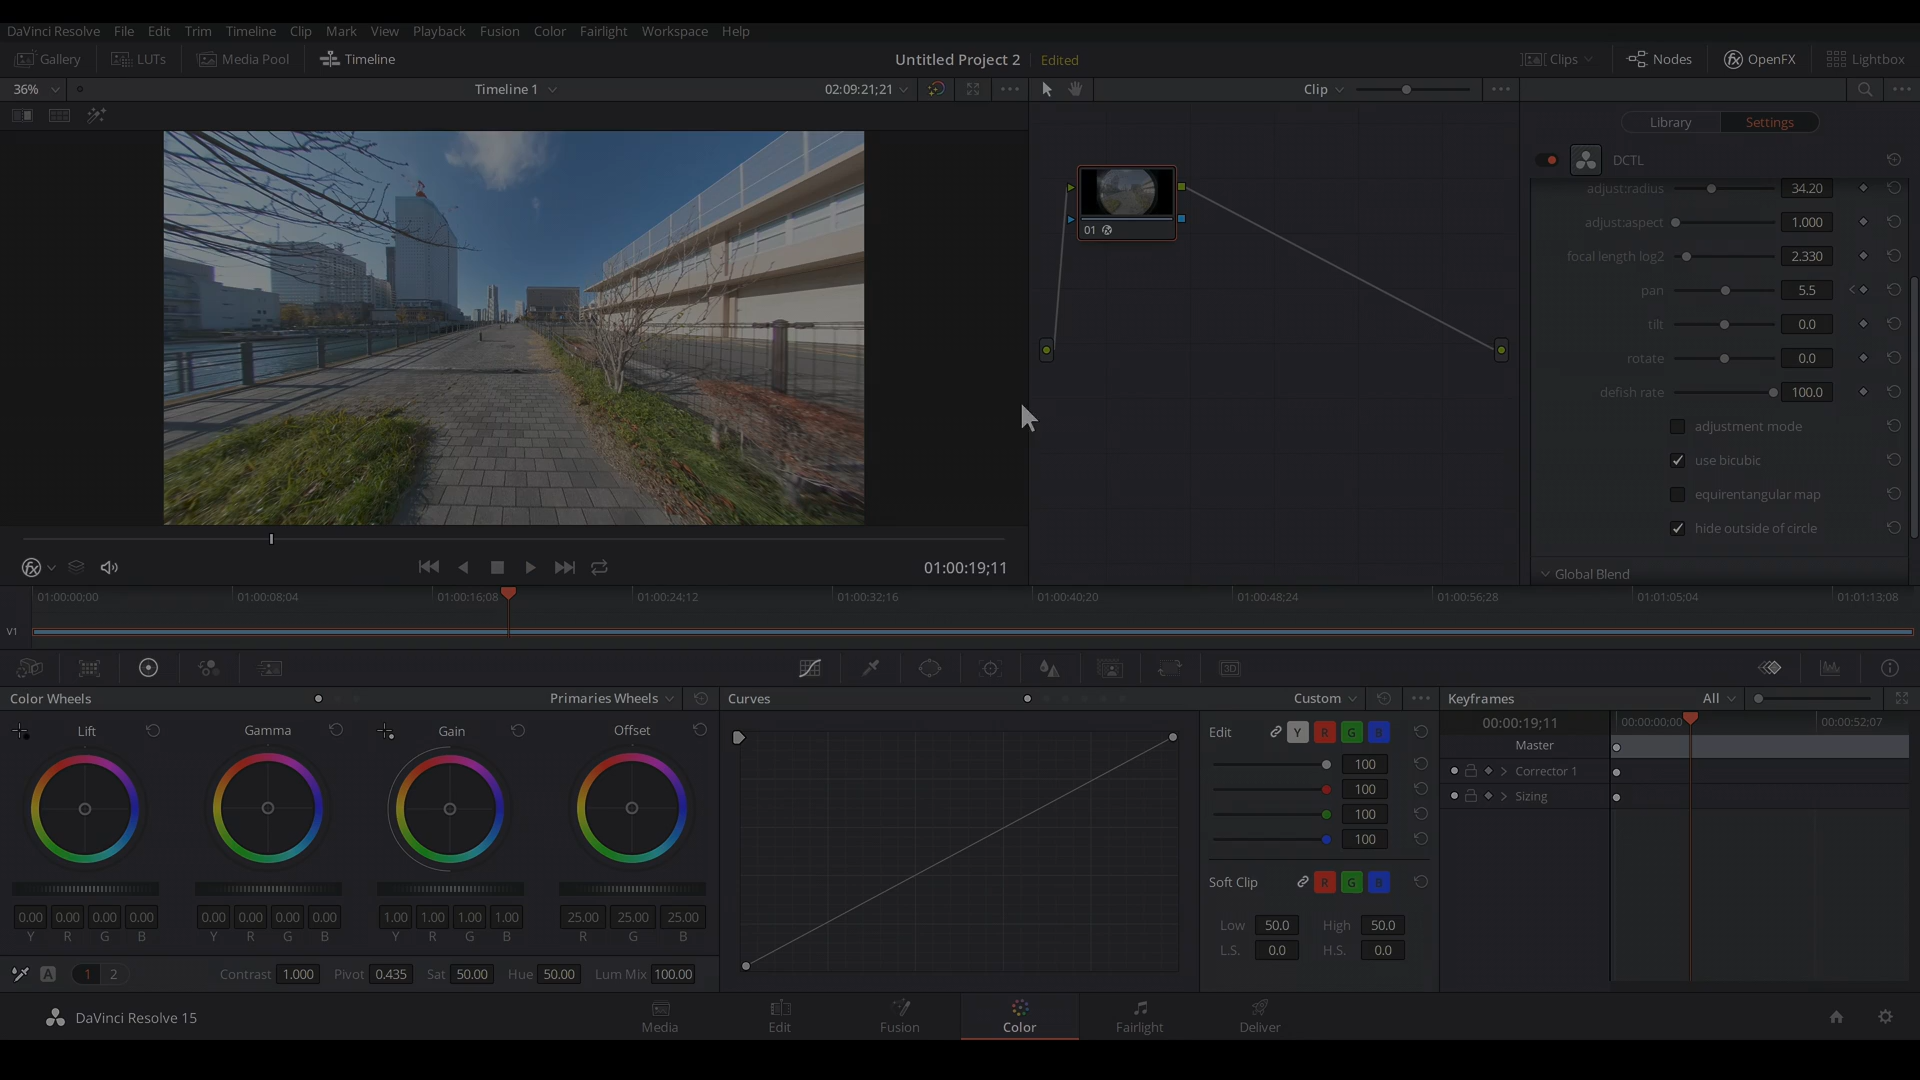 DaVinci Resolve File Edit Trim Timeline Clip Mark View Playback Fusion Color Fairlight Workspace Help
Gallery LUTs Media Pool Timeline Untitled Project 2 Edited Clips Nodes OpenFX Lightbox
36% Timeline 1 02:09:21;21 Clip
Library Settings
DCTL
adjust:radius 34.20
adjust:aspect 1.000
focal length log2 2.330
pan 5.5
tilt 0.0
rotate 0.0
defish rate 100.0
adjustment mode
use bicubic
equirentangular map
hide outside of circle
Global Blend
01
01:00:19;11
01:00:00;00 01:00:08;04 01:00:16;08 01:00:24;12 01:00:32;16 01:00:40;20 01:00:48;24 01:00:56;28 01:01:05;04 01:01:13;08
V1
3D
Color Wheels Primaries Wheels Curves Custom Keyframes All
Lift Gamma Gain Offset
Edit Y R G B
100
100
100
100
Soft Clip R G B
Low 50.0 High 50.0
L.S. 0.0 H.S. 0.0
00:00:19;11 00:00:00;00 00:00:52;07
Master
Corrector 1
Sizing
0.00 0.00 0.00 0.00 0.00 0.00 0.00 0.00 1.00 1.00 1.00 1.00 25.00 25.00 25.00
Y R G B Y R G B Y R G B R G B
A 1 2 Contrast 1.000 Pivot 0.435 Sat 50.00 Hue 50.00 Lum Mix 100.00
DaVinci Resolve 15 Media Edit Fusion Color Fairlight Deliver